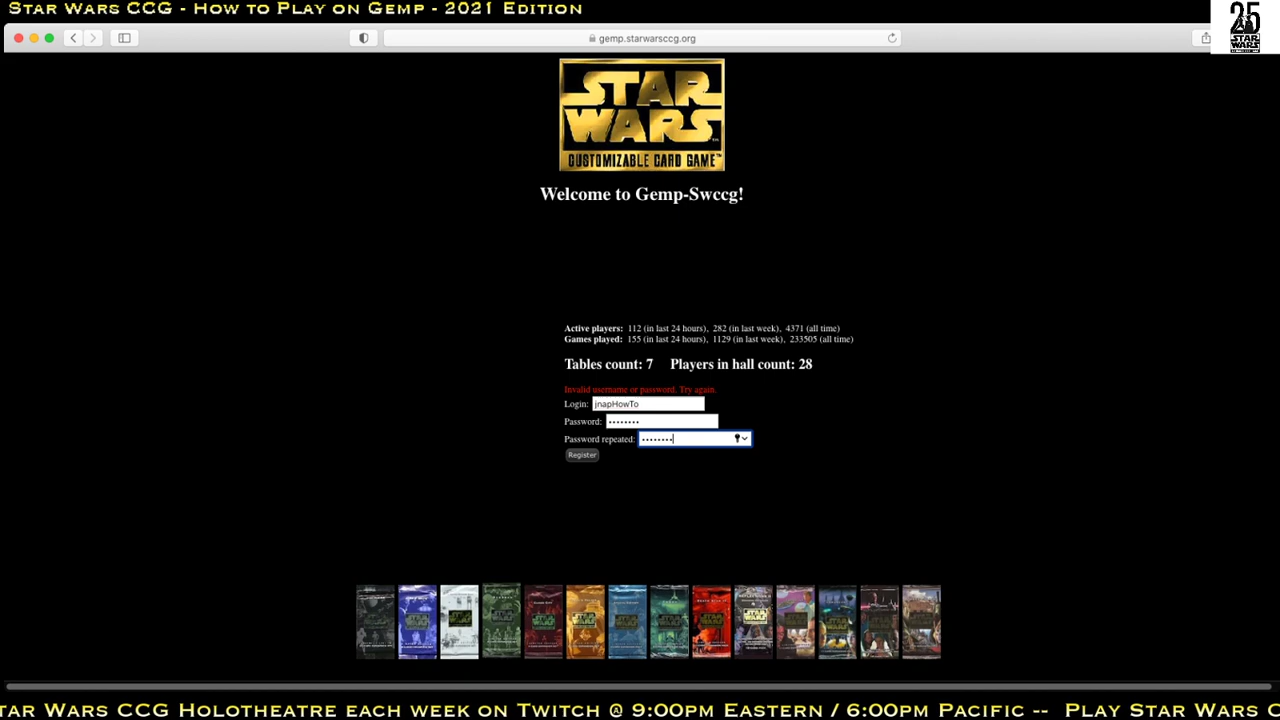 Star Wars CCG - How to Play on Gemp - 2021 Edition
25
STAR WARS
gemp.starwarsccg.org
STAR
WARS
CUSTOMIZABLE CARD GAME™
Welcome to Gemp-Swccg!
Active players: 112 (in last 24 hours), 282 (in last week), 4371 (all time)
Games played: 155 (in last 24 hours), 1129 (in last week), 233505 (all time)
Tables count: 7 Players in hall count: 28
Invalid username or password. Try again.
Login: jnapHowTo
Password: ••••••••
Password repeated: ••••••••
Register
tar Wars CCG Holotheatre each week on Twitch @ 9:00pm Eastern / 6:00pm Pacific -- Play Star Wars C